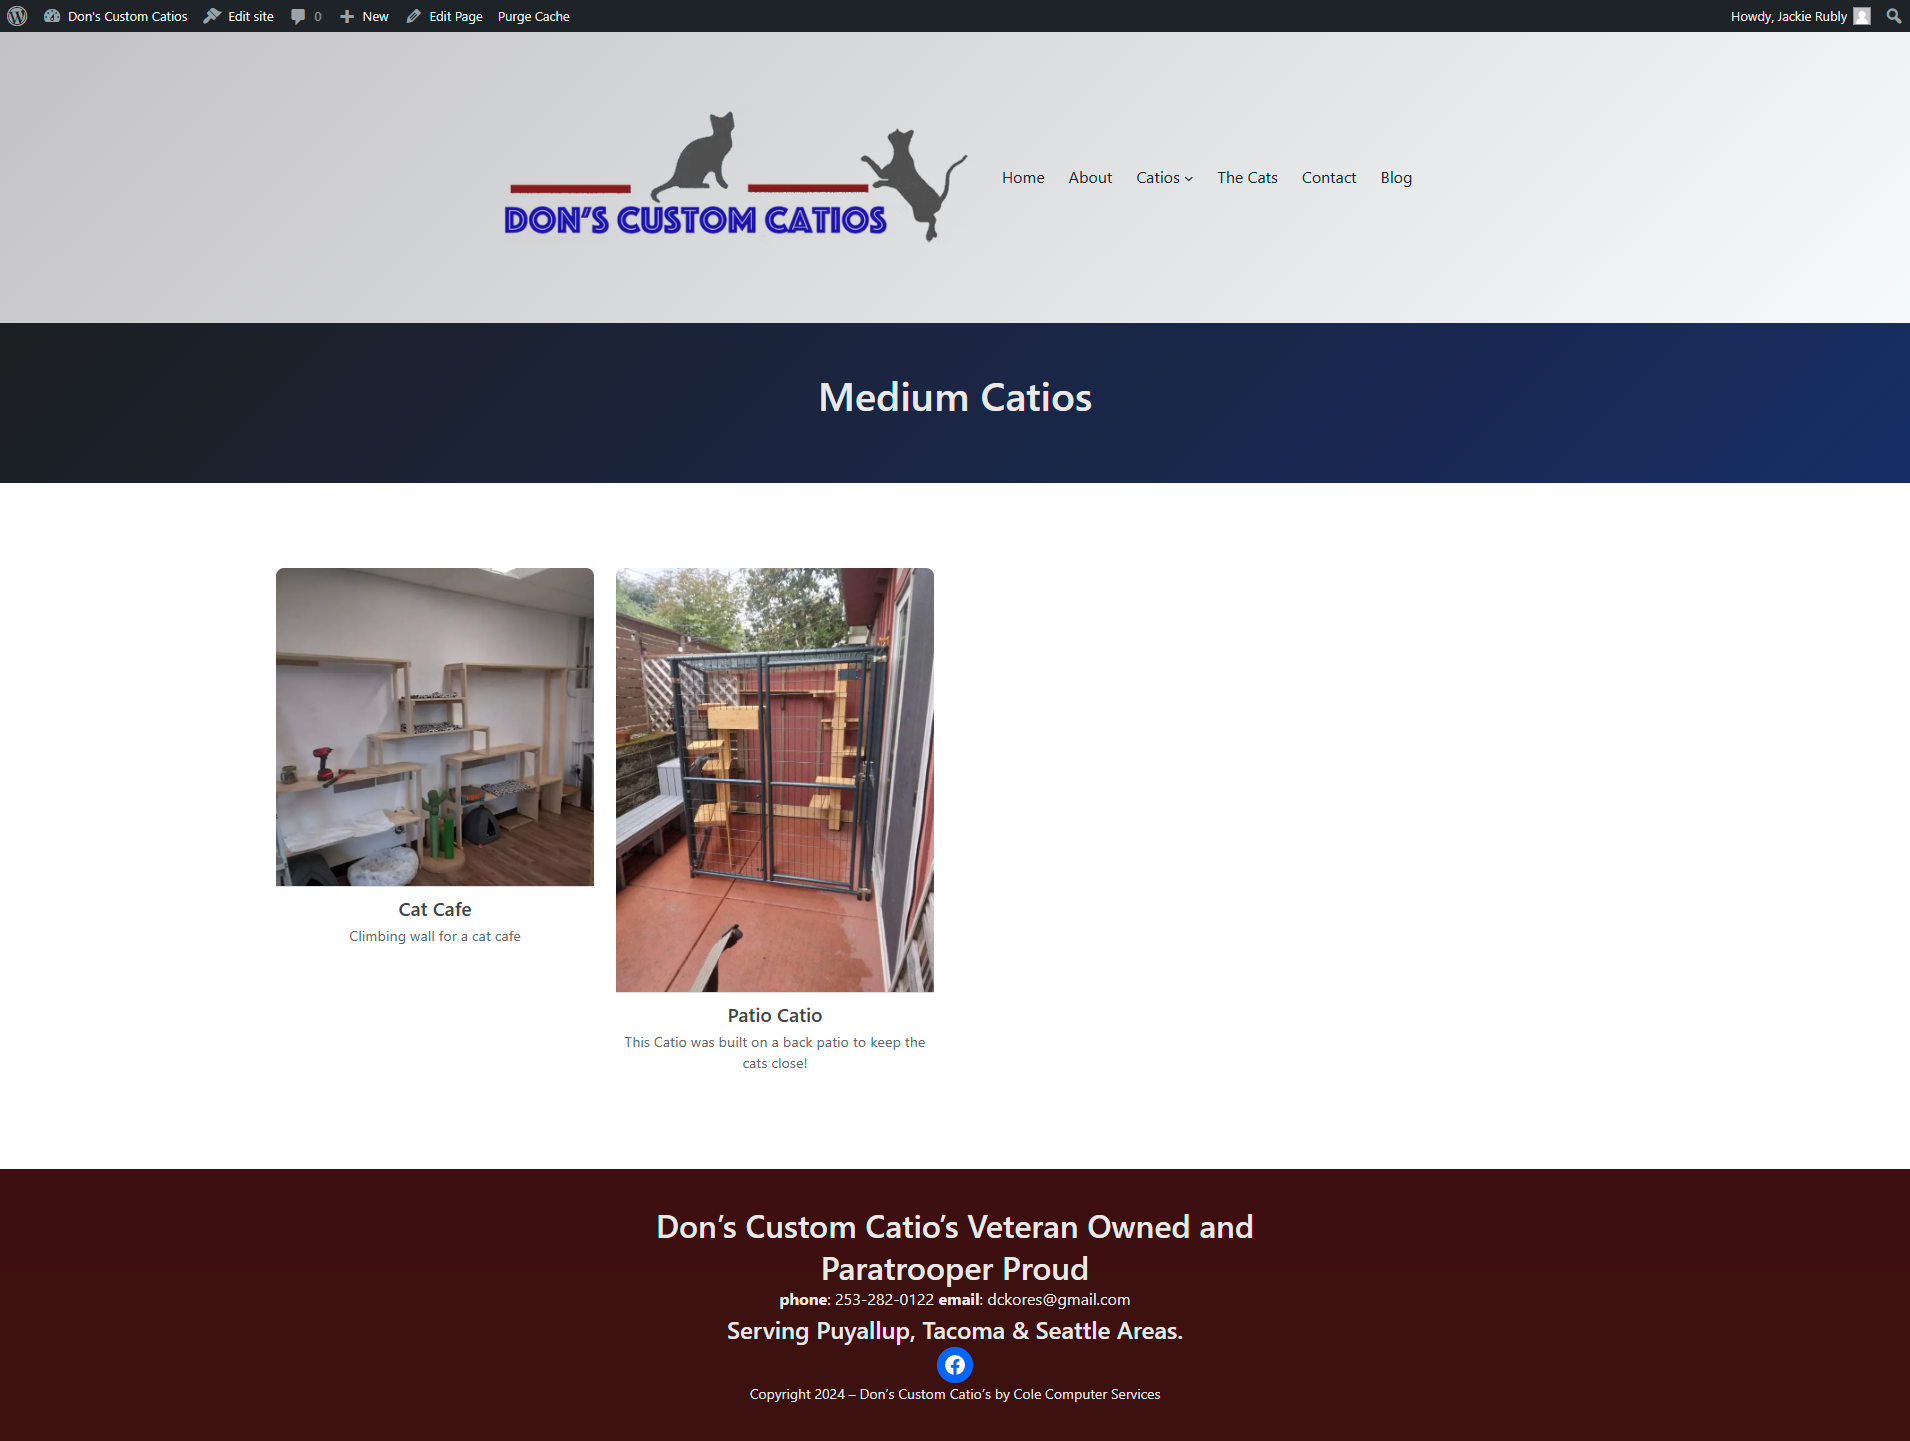 Don's Custom Catios Edit site 0 New Edit Page Purge Cache Howdy, Jackie Rubly
DON'S CUSTOM CATIOS
Home About Catios The Cats Contact Blog
Medium Catios
Cat Cafe
Climbing wall for a cat cafe
Patio Catio
This Catio was built on a back patio to keep the
cats close!
Don’s Custom Catio’s Veteran Owned and
Paratrooper Proud
phone: 253-282-0122 email: dckores@gmail.com
Serving Puyallup, Tacoma & Seattle Areas.
Copyright 2024 – Don’s Custom Catio’s by Cole Computer Services